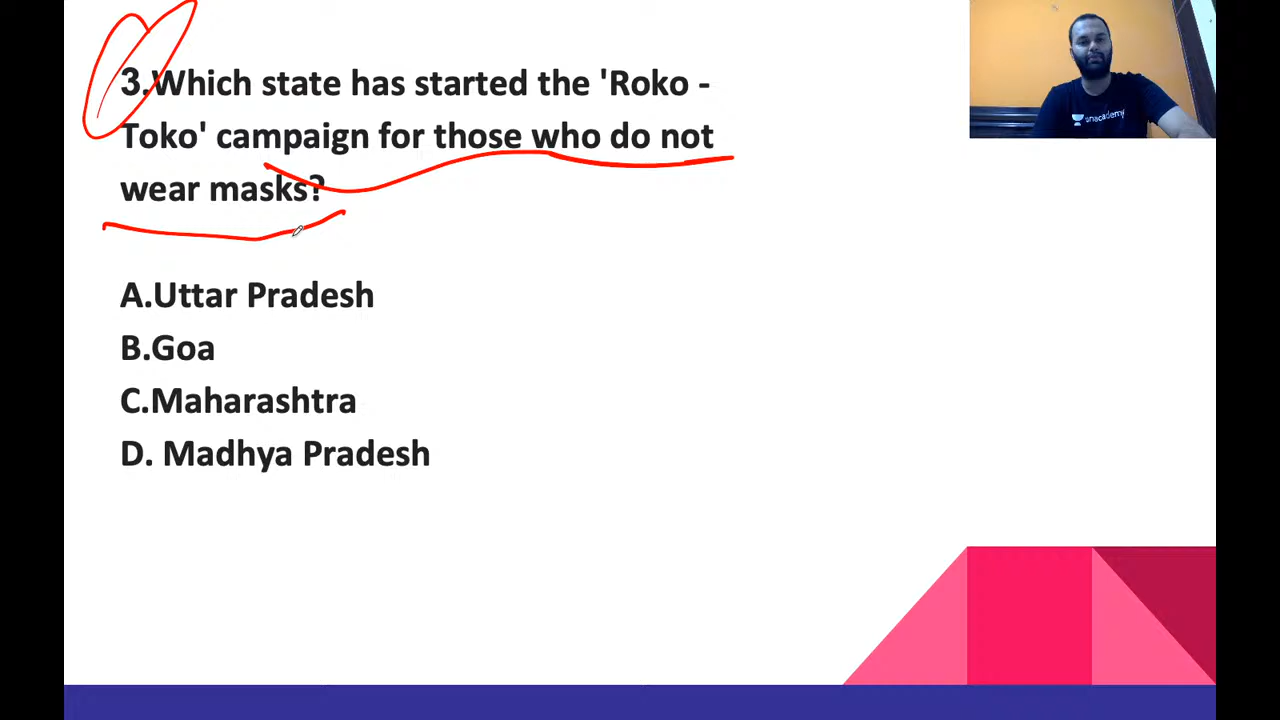 3.Which state has started the 'Roko -
Toko' campaign for those who do not
wear masks?
A.Uttar Pradesh
B.Goa
C.Maharashtra
D. Madhya Pradesh
unacademy